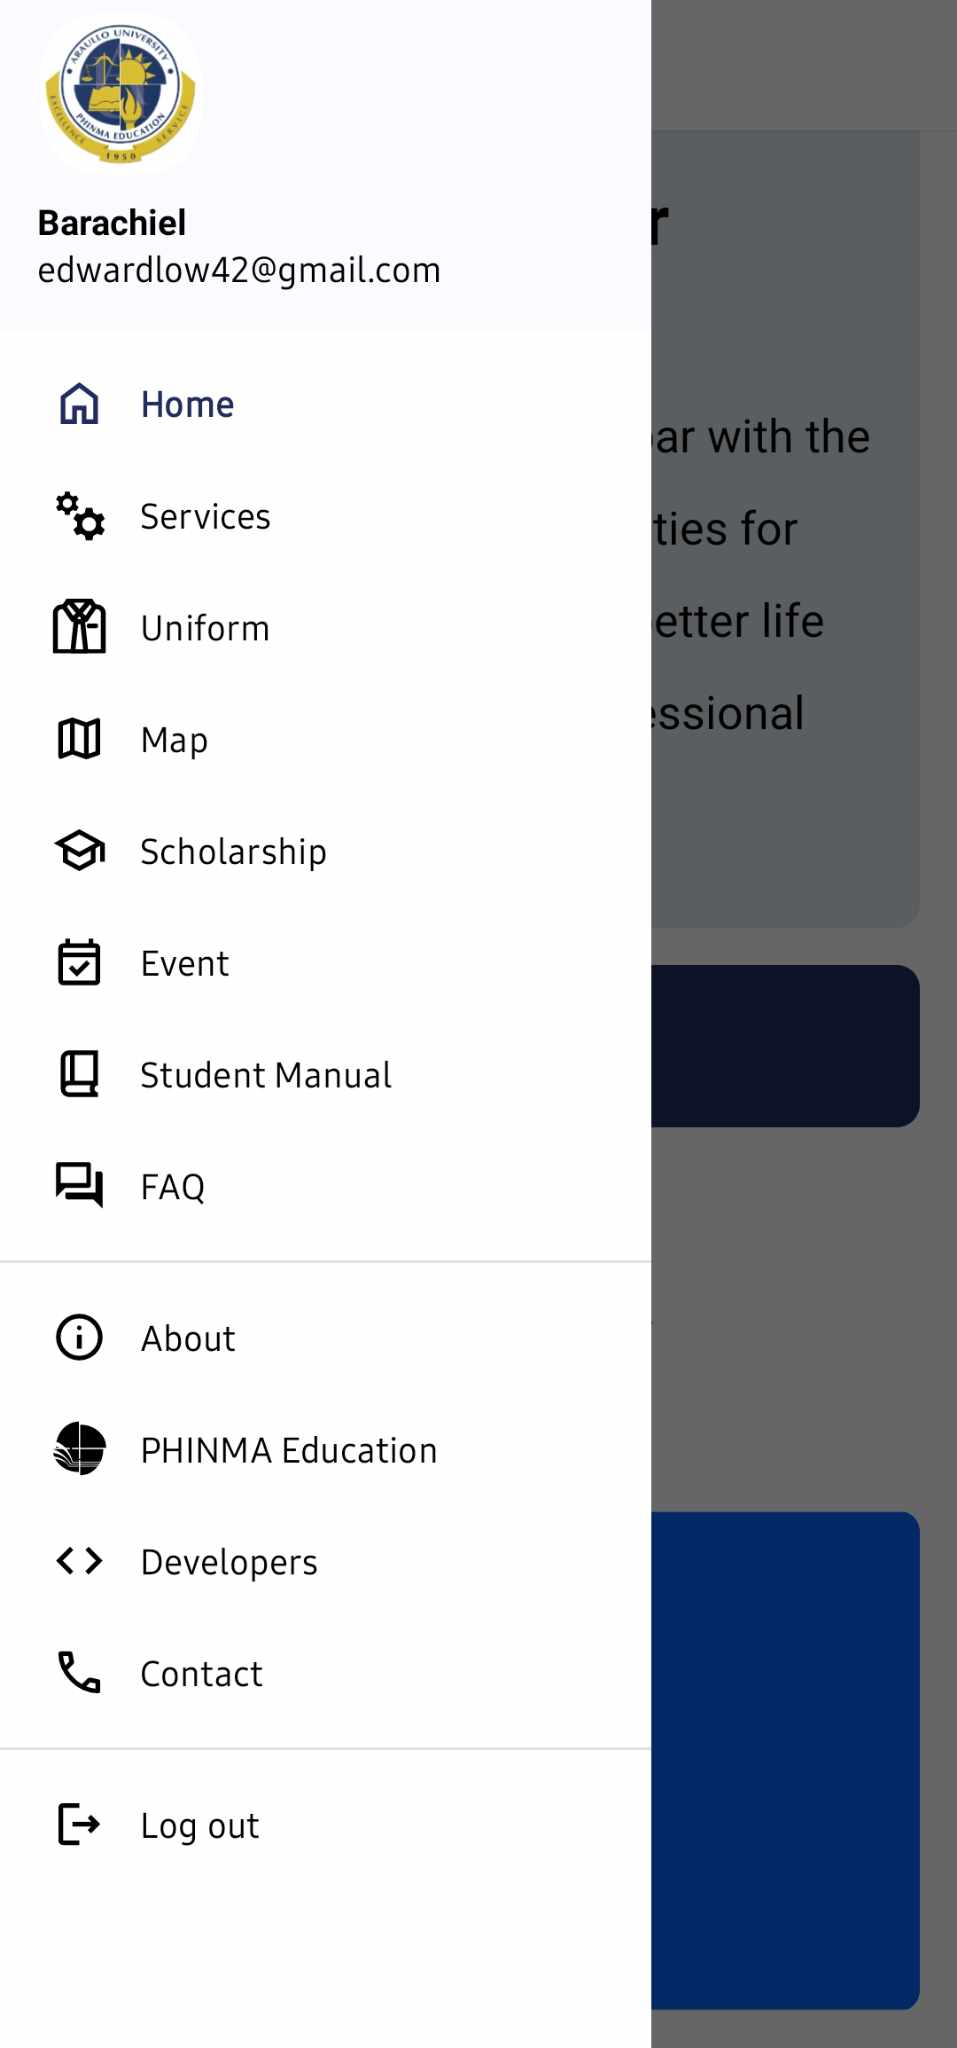 ARAULLO UNIVERSITY
PHINMA EDUCATION
EXCELLENCE
SERVICE
1950
Barachiel
edwardlow42@gmail.com
Home
Services
Uniform
Map
Scholarship
Event
Student Manual
FAQ
About
PHINMA Education
Developers
Contact
Log out
r
ar with the
ties for
etter life
essional